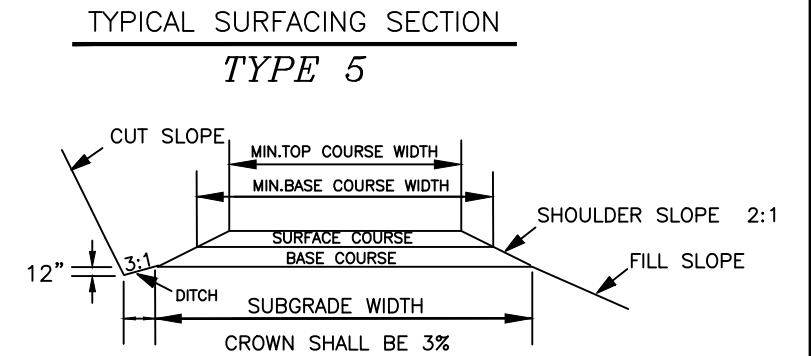 TYPICAL SURFACING SECTION
TYPE 5
CUT SLOPE
MIN.TOP COURSE WIDTH
MIN.BASE COURSE WIDTH
SHOULDER SLOPE 2:1
SURFACE COURSE
BASE COURSE
FILL SLOPE
3:1
12”
DITCH
SUBGRADE WIDTH
CROWN SHALL BE 3%